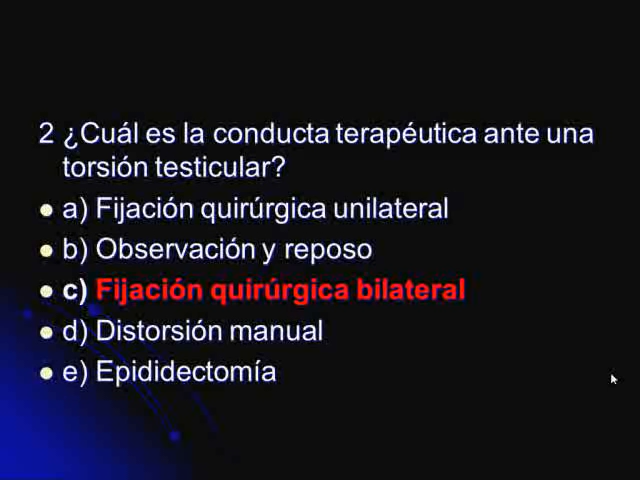 2 ¿Cuál es la conducta terapéutica ante una
torsión testicular?
a) Fijación quirúrgica unilateral
b) Observación y reposo
c) Fijación quirúrgica bilateral
d) Distorsión manual
e) Epididectomía